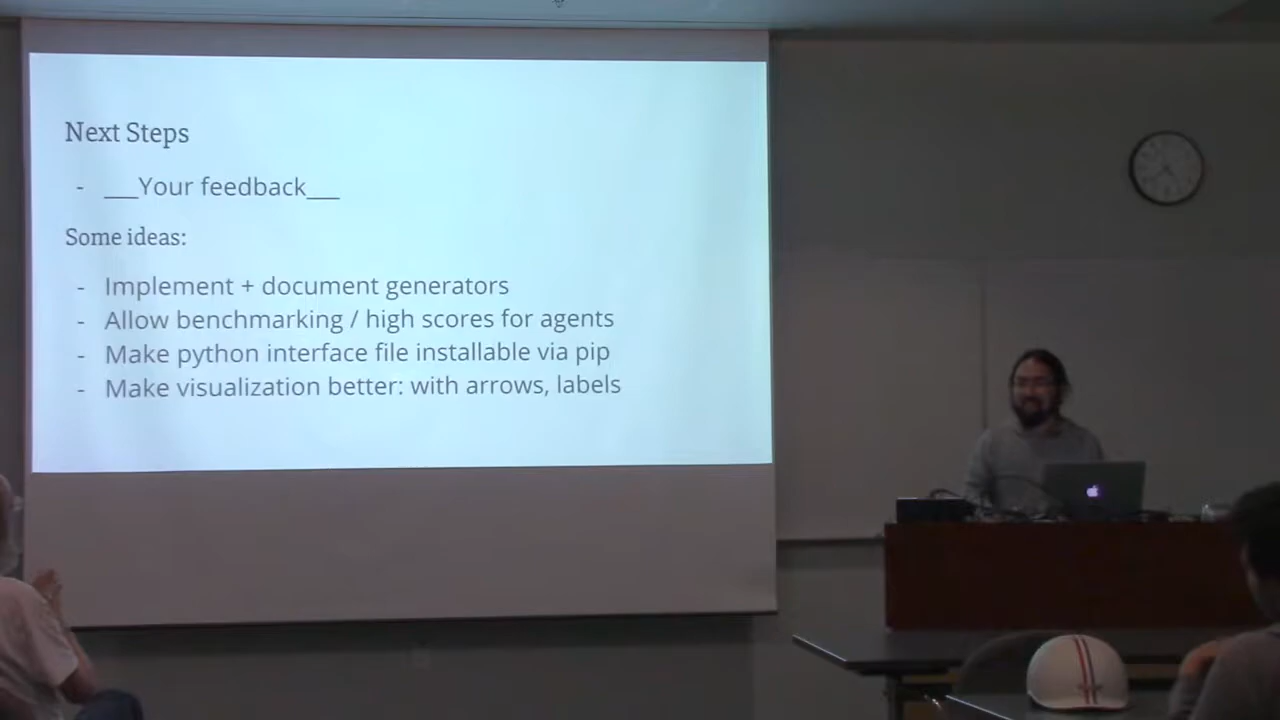 Next Steps
- ___Your feedback___
Some ideas:
- Implement + document generators
- Allow benchmarking / high scores for agents
- Make python interface file installable via pip
- Make visualization better: with arrows, labels